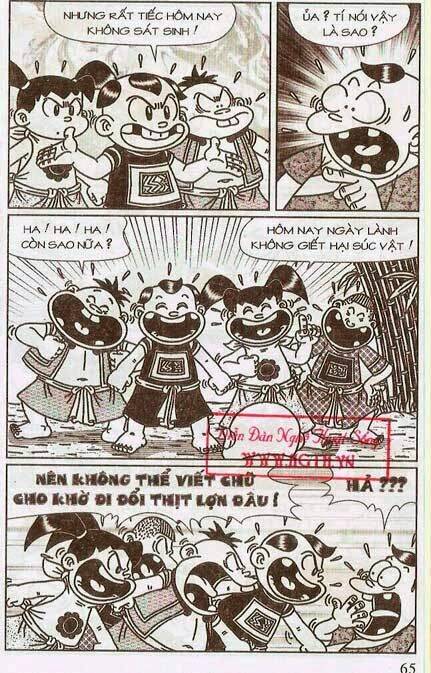 NHƯNG RẤT TIẾC HÔM NAY
KHÔNG SÁT SINH !
ỦA ? TÍ NÓI VẬY
LÀ SAO ?
HA ! HA ! HA !
CÒN SAO NỮA ?
HÔM NAY NGÀY LÀNH
KHÔNG GIẾT HẠI SÚC VẬT !
NÊN KHÔNG THỂ VIẾT CHŨ
CHO KHỜ ĐI ĐỔI THỊT LỢN ĐÂU !
HẢ ???
65